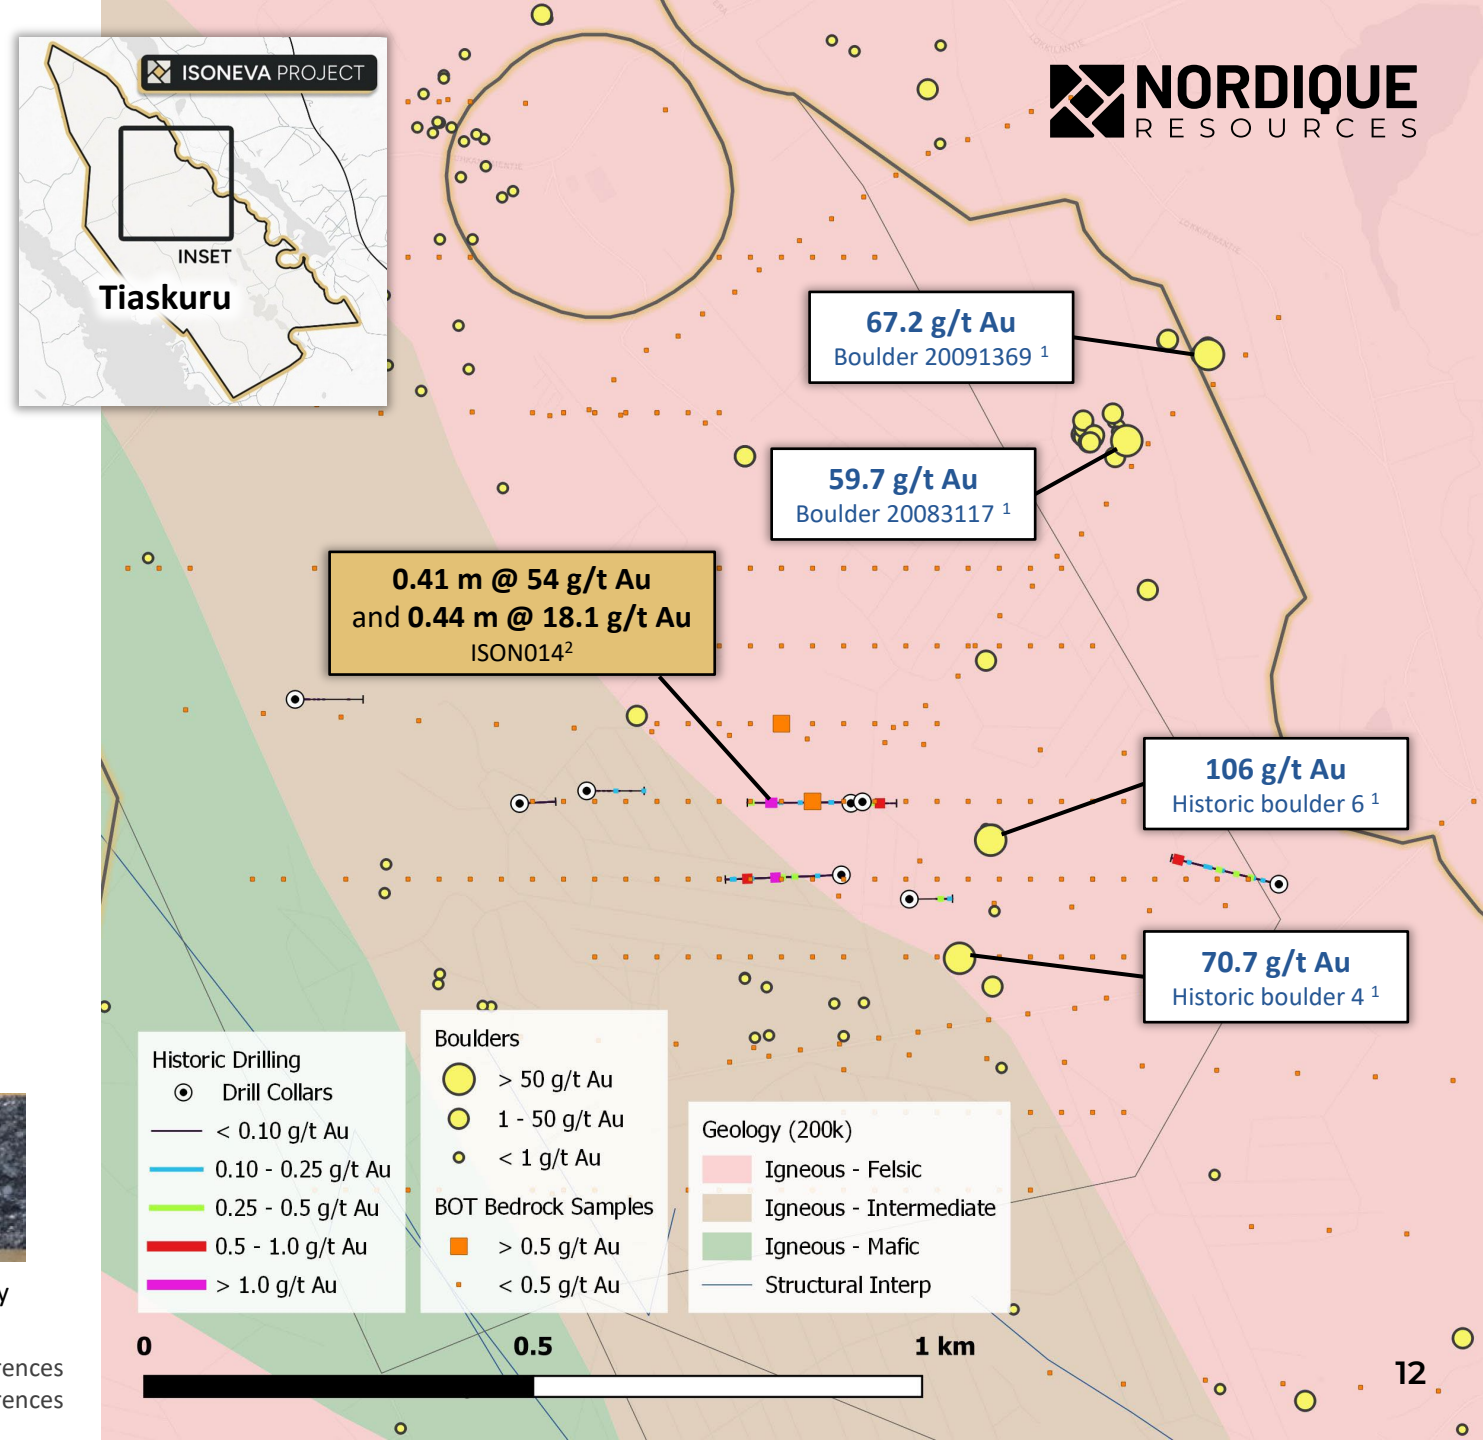 ISONEVA PROJECT
INSET
Tiaskuru
NORDIQUE
RESOURCES
67.2 g/t Au
Boulder 20091369 ¹
59.7 g/t Au
Boulder 20083117 ¹
0.41 m @ 54 g/t Au
and 0.44 m @ 18.1 g/t Au
ISON014²
106 g/t Au
Historic boulder 6 ¹
70.7 g/t Au
Historic boulder 4 ¹
Historic Drilling
Drill Collars
< 0.10 g/t Au
0.10 - 0.25 g/t Au
0.25 - 0.5 g/t Au
0.5 - 1.0 g/t Au
> 1.0 g/t Au
Boulders
> 50 g/t Au
1 - 50 g/t Au
< 1 g/t Au
BOT Bedrock Samples
> 0.5 g/t Au
< 0.5 g/t Au
Geology (200k)
Igneous - Felsic
Igneous - Intermediate
Igneous - Mafic
Structural Interp
y
rences
rences
0 0.5 1 km
12